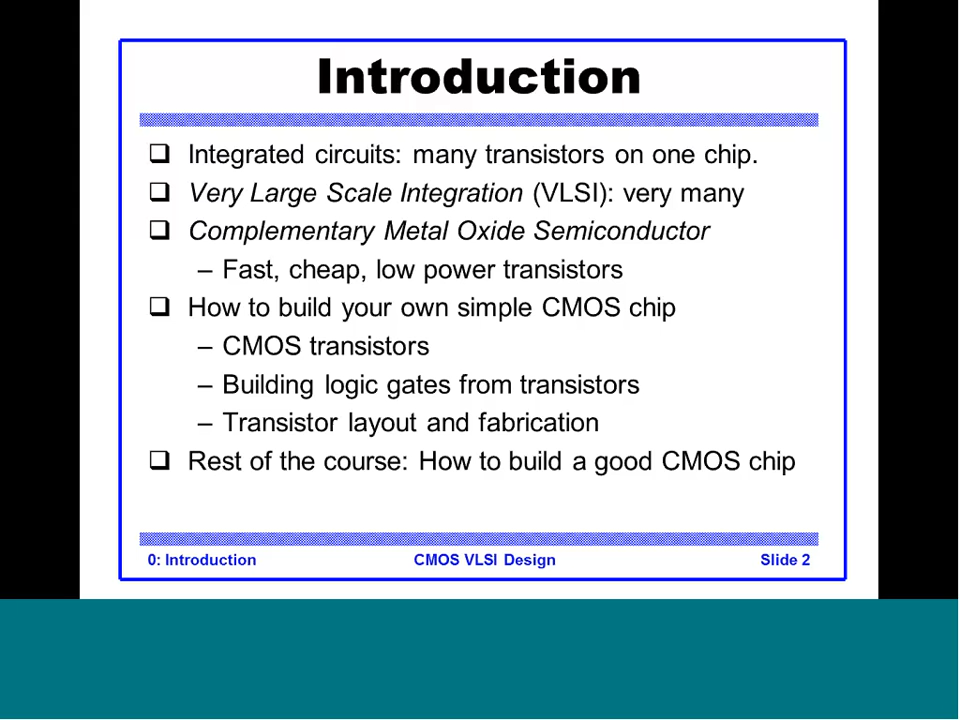 Introduction
❑ Integrated circuits: many transistors on one chip.
❑ Very Large Scale Integration (VLSI): very many
❑ Complementary Metal Oxide Semiconductor
– Fast, cheap, low power transistors
❑ How to build your own simple CMOS chip
– CMOS transistors
– Building logic gates from transistors
– Transistor layout and fabrication
❑ Rest of the course: How to build a good CMOS chip
0: Introduction CMOS VLSI Design Slide 2